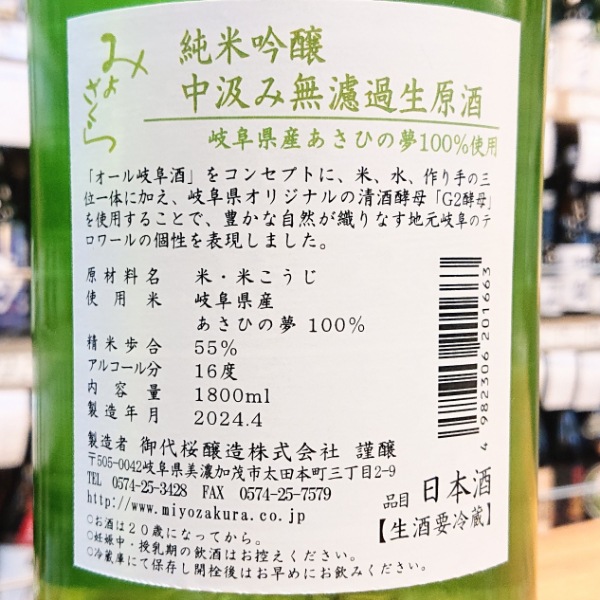 みよざくら
純米吟醸
中汲み無濾過生原酒
岐阜県産あさひの夢100%使用
「オール岐阜酒」をコンセプトに、米、水、作り手の三
位一体に加え、岐阜県オリジナルの清酒酵母「G2酵母」
を使用することで、豊かな自然が織りなす地元岐阜のテ
ロワールの個性を表現しました。
原材料名 米・米こうじ
使用米 岐阜県産
あさひの夢 100%
精米歩合 55%
アルコール分 16度
内容量 1800ml
製造年月 2024.4
製造者 御代桜醸造株式会社 謹醸
〒505-0042岐阜県美濃加茂市太田本町三丁目2-9
TEL 0574-25-3428 FAX 0574-25-7579
http://www.miyozakura.co.jp
○お酒は20歳になってから。
○妊娠中・授乳期の飲酒はお控えください。
○冷蔵庫にて保存し開栓後はお早めにお飲みください。
4 982306 201663
品目 日本酒
【生酒要冷蔵】